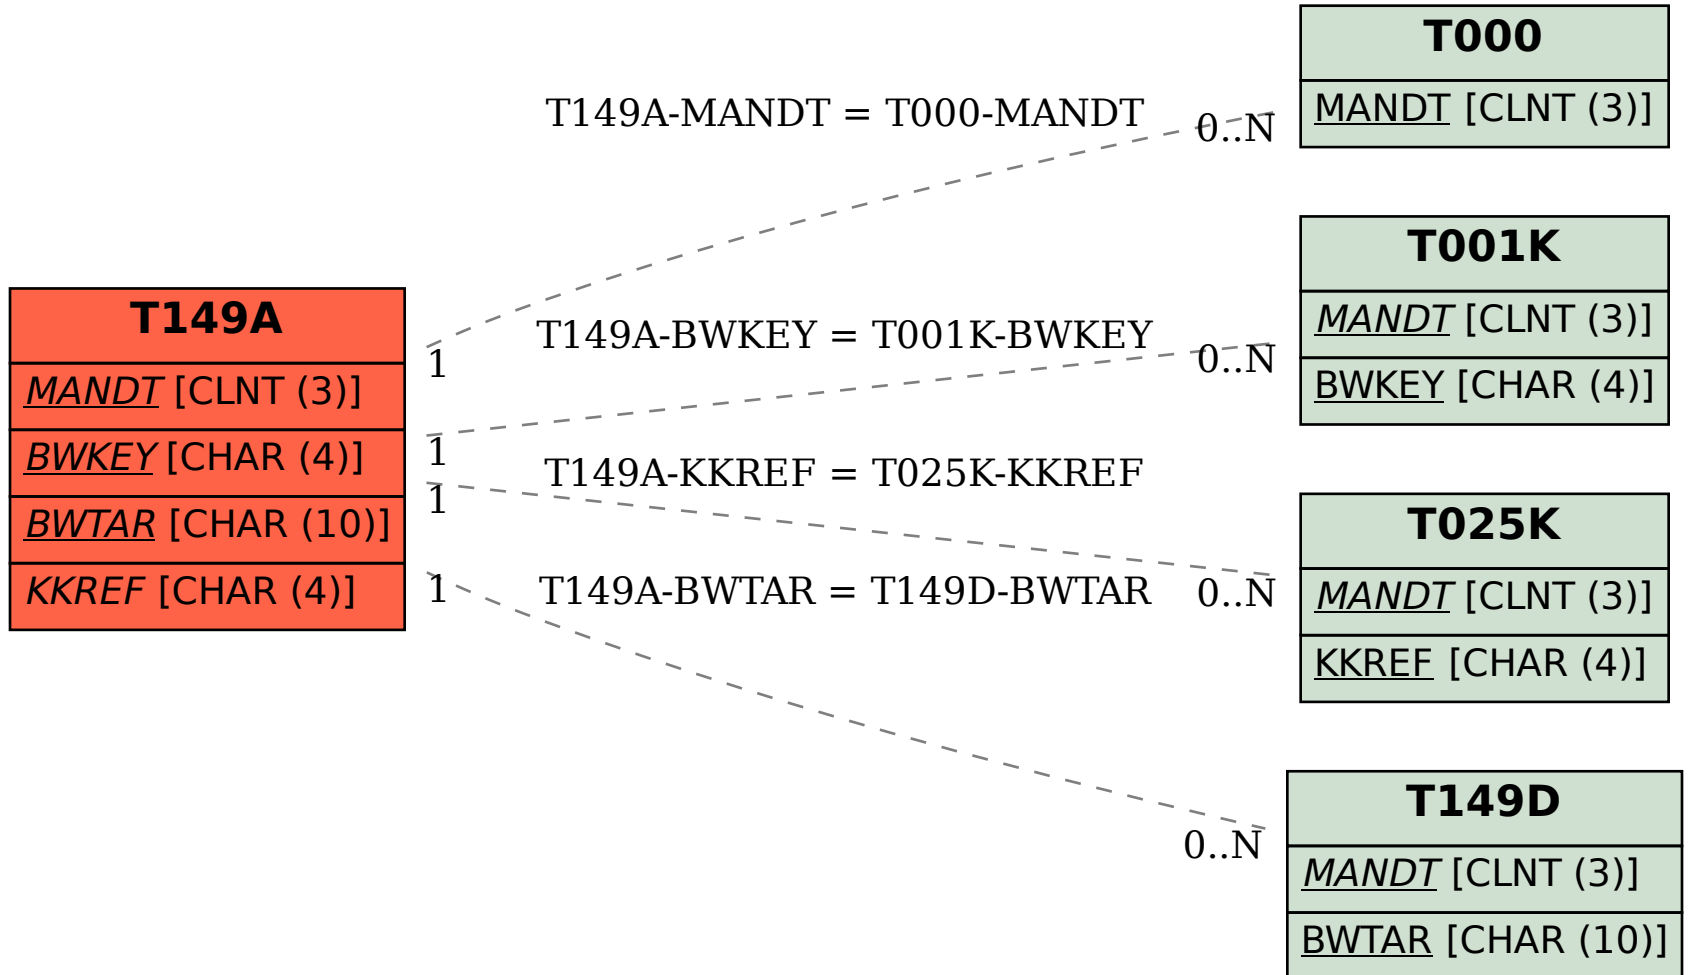 T149A
MANDT [CLNT (3)]
BWKEY [CHAR (4)]
BWTAR [CHAR (10)]
KKREF [CHAR (4)]
T149A-MANDT = T000-MANDT
1
0..N
T000
MANDT [CLNT (3)]
T149A-BWKEY = T001K-BWKEY
1
0..N
T001K
MANDT [CLNT (3)]
BWKEY [CHAR (4)]
T149A-KKREF = T025K-KKREF
1
0..N
T025K
MANDT [CLNT (3)]
KKREF [CHAR (4)]
T149A-BWTAR = T149D-BWTAR
1
0..N
T149D
MANDT [CLNT (3)]
BWTAR [CHAR (10)]